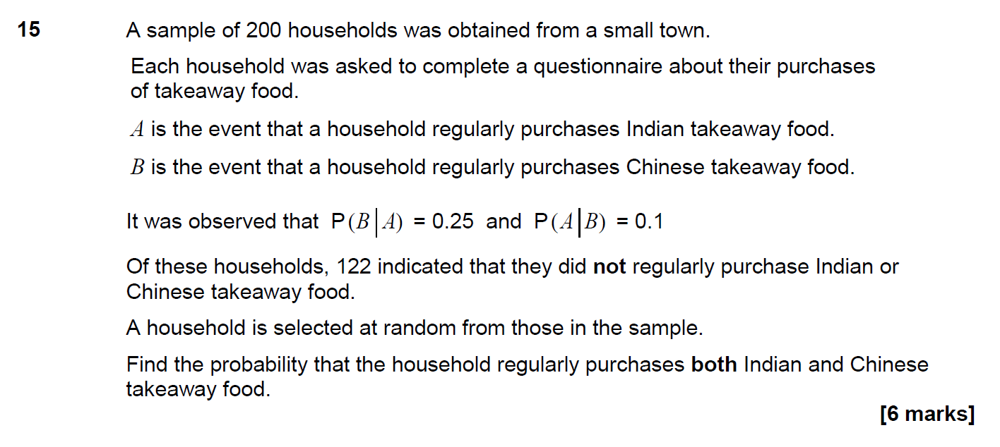 15 A sample of 200 households was obtained from a small town.
Each household was asked to complete a questionnaire about their purchases
of takeaway food.
A is the event that a household regularly purchases Indian takeaway food.
B is the event that a household regularly purchases Chinese takeaway food.
It was observed that P(B|A) = 0.25 and P(A|B) = 0.1
Of these households, 122 indicated that they did not regularly purchase Indian or
Chinese takeaway food.
A household is selected at random from those in the sample.
Find the probability that the household regularly purchases both Indian and Chinese
takeaway food.
[6 marks]